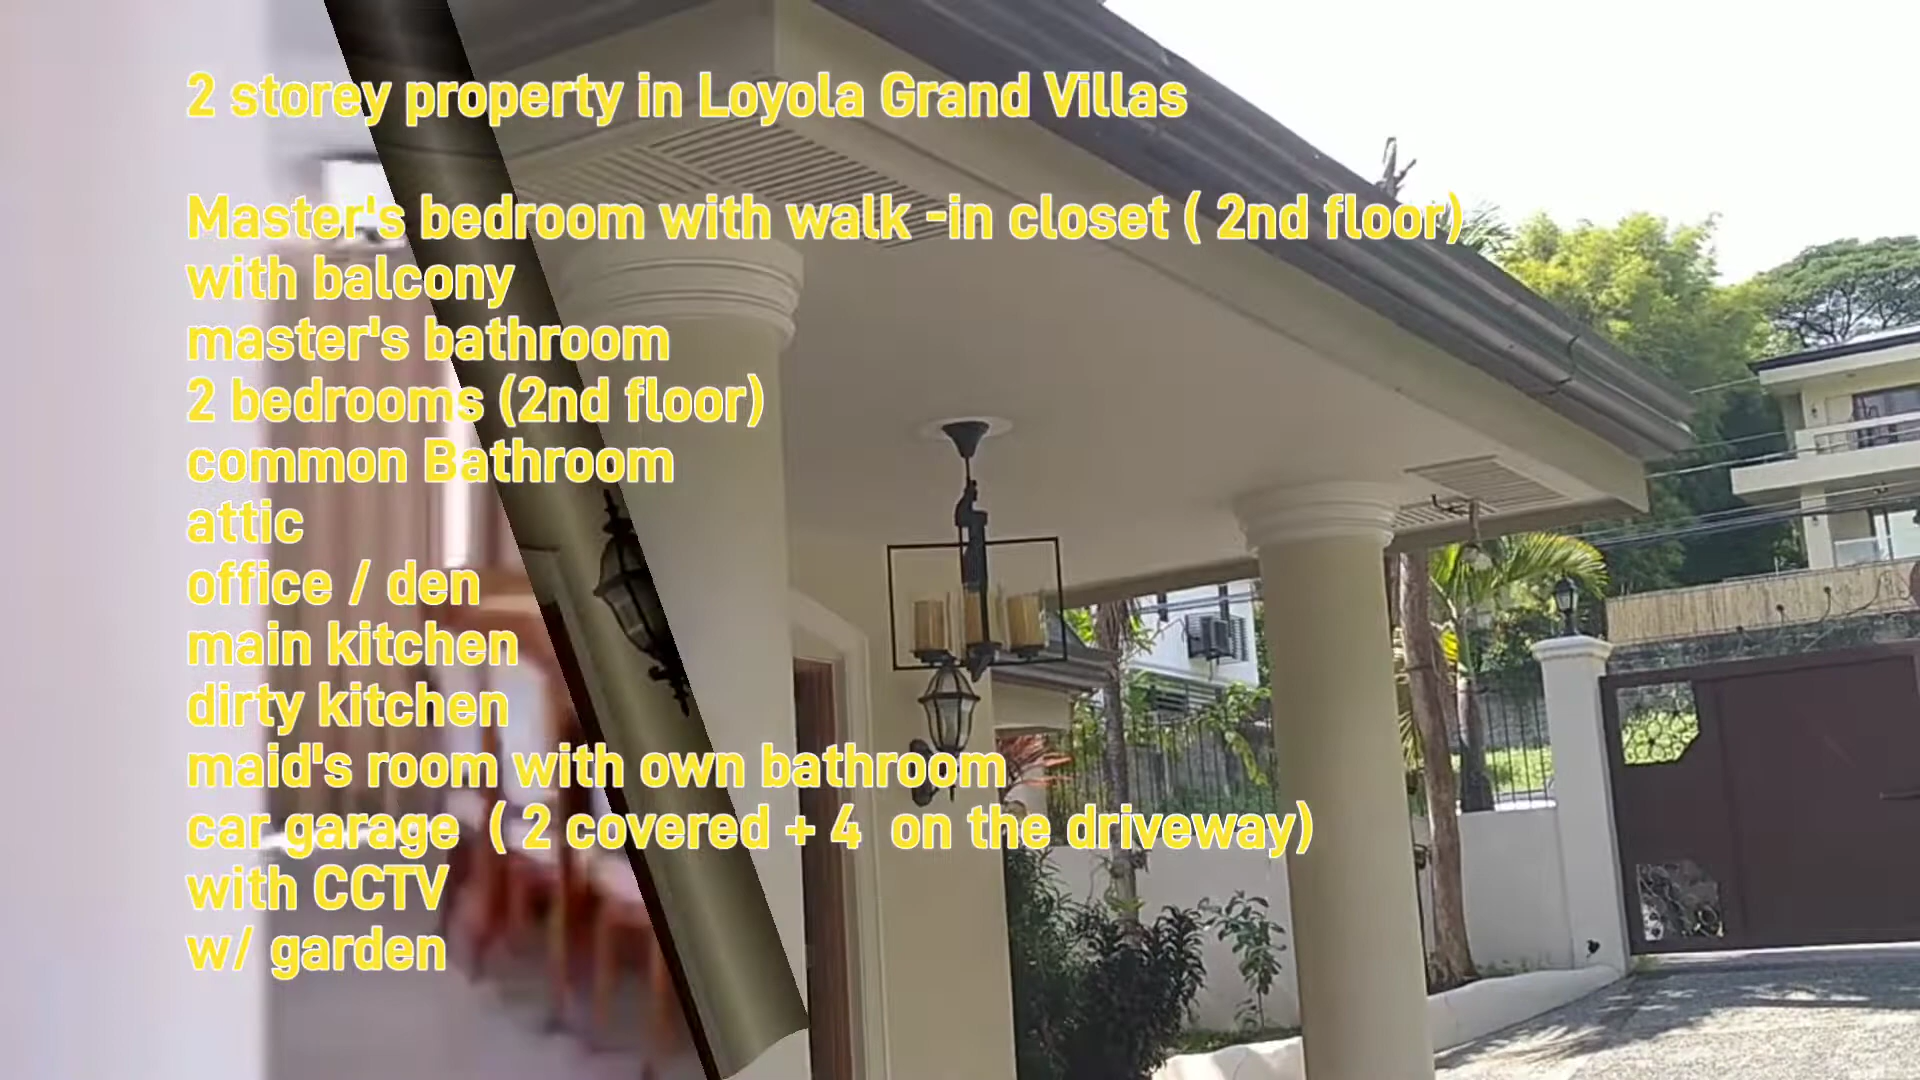 2 storey property in Loyola Grand Villas
Master's bedroom with walk -in closet ( 2nd floor)
with balcony
master's bathroom
2 bedrooms (2nd floor)
common Bathroom
attic
office / den
main kitchen
dirty kitchen
maid's room with own bathroom
car garage ( 2 covered + 4 on the driveway)
with CCTV
w/ garden